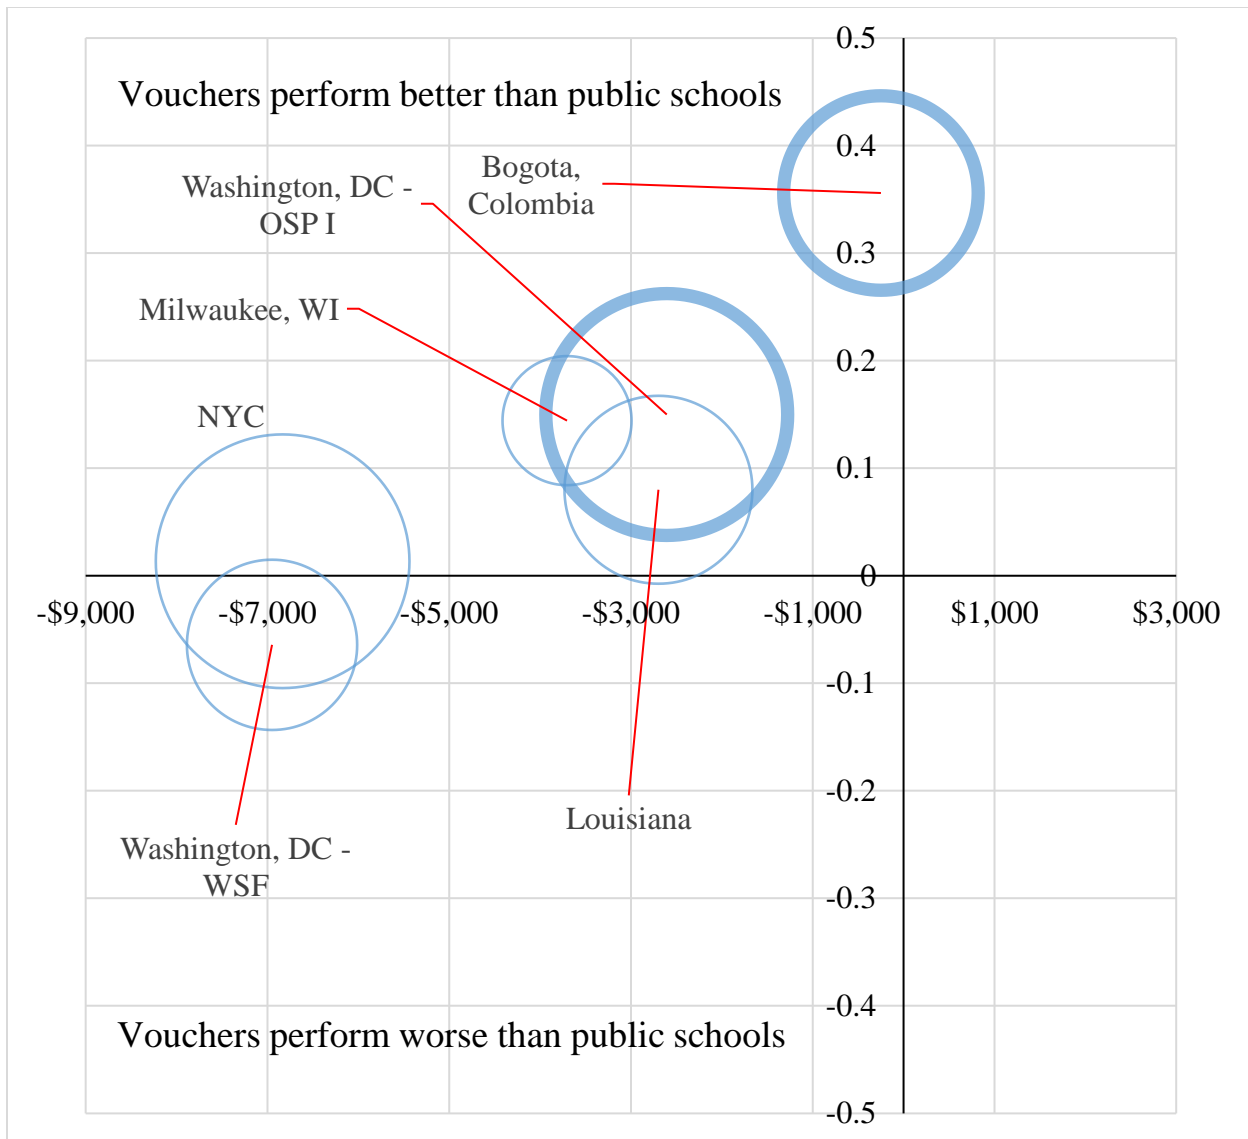 0.5
Vouchers perform better than public schools
0.4
Bogota,
Colombia
Washington, DC -
OSP I
0.3
Milwaukee, WI
0.2
NYC
0.1
0
-$9,000 -$7,000 -$5,000 -$3,000 -$1,000 $1,000 $3,000
-0.1
-0.2
Louisiana
Washington, DC -
WSF
-0.3
-0.4
Vouchers perform worse than public schools
-0.5